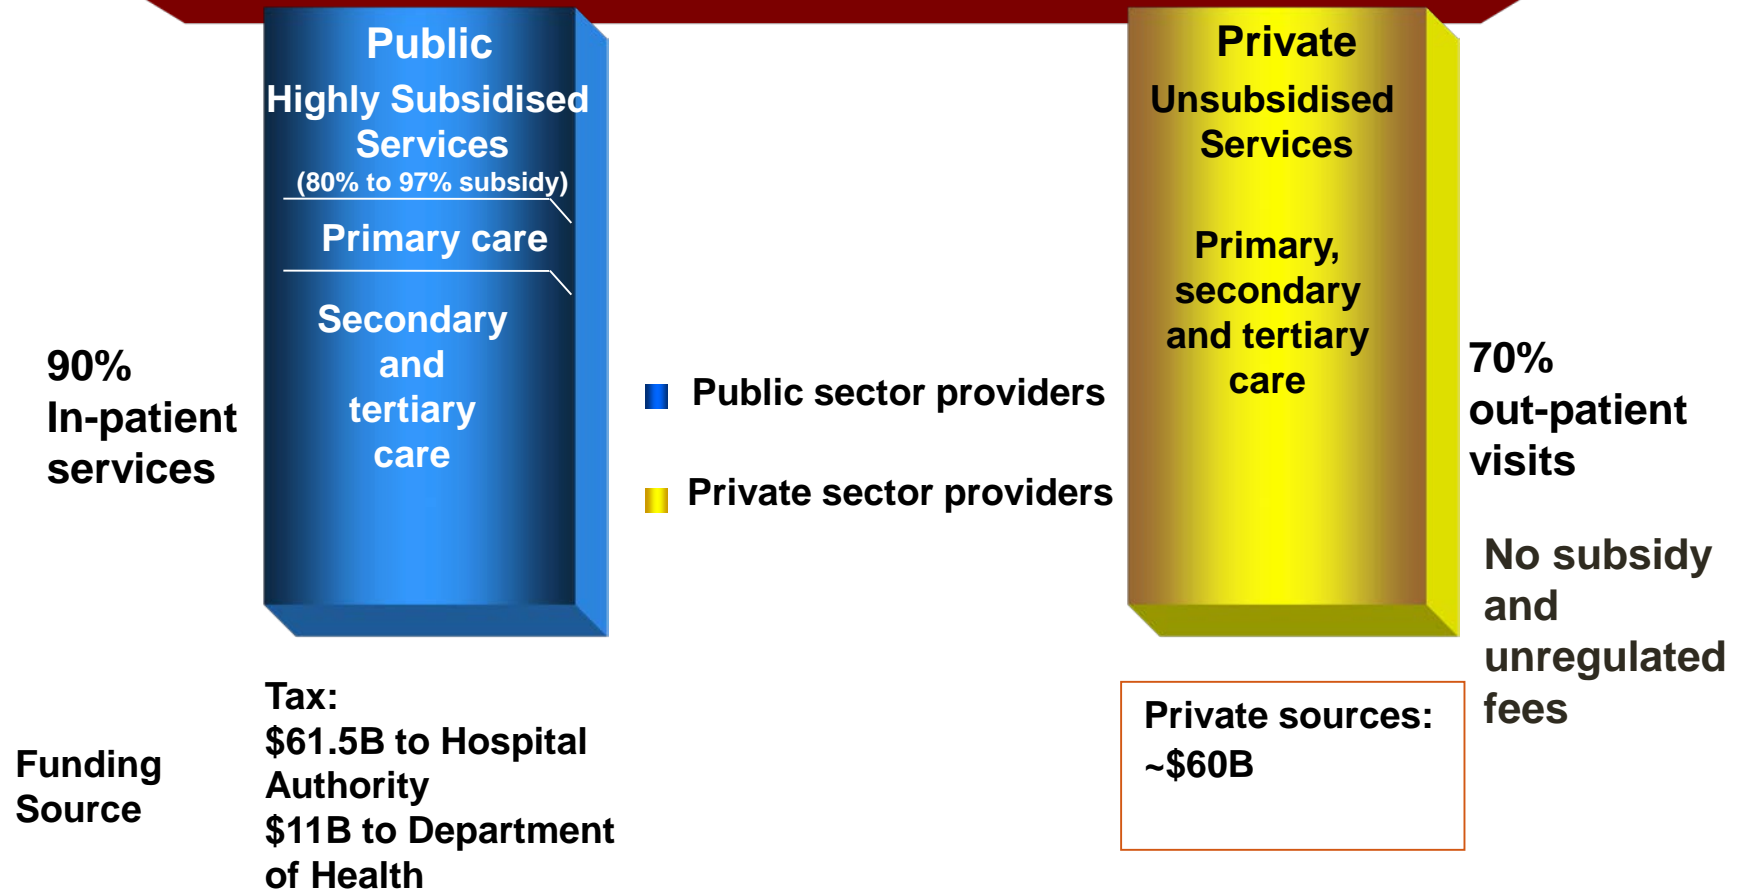 Public
Highly Subsidised
Services
(80% to 97% subsidy)
Primary care
Secondary
and
tertiary
care
90%
In-patient
services
Public sector providers
Private sector providers
Private
Unsubsidised
Services
Primary,
secondary
and tertiary
care
70%
out-patient
visits
No subsidy
and
unregulated
fees
Funding
Source
Tax:
$61.5B to Hospital
Authority
$11B to Department
of Health
Private sources:
~$60B